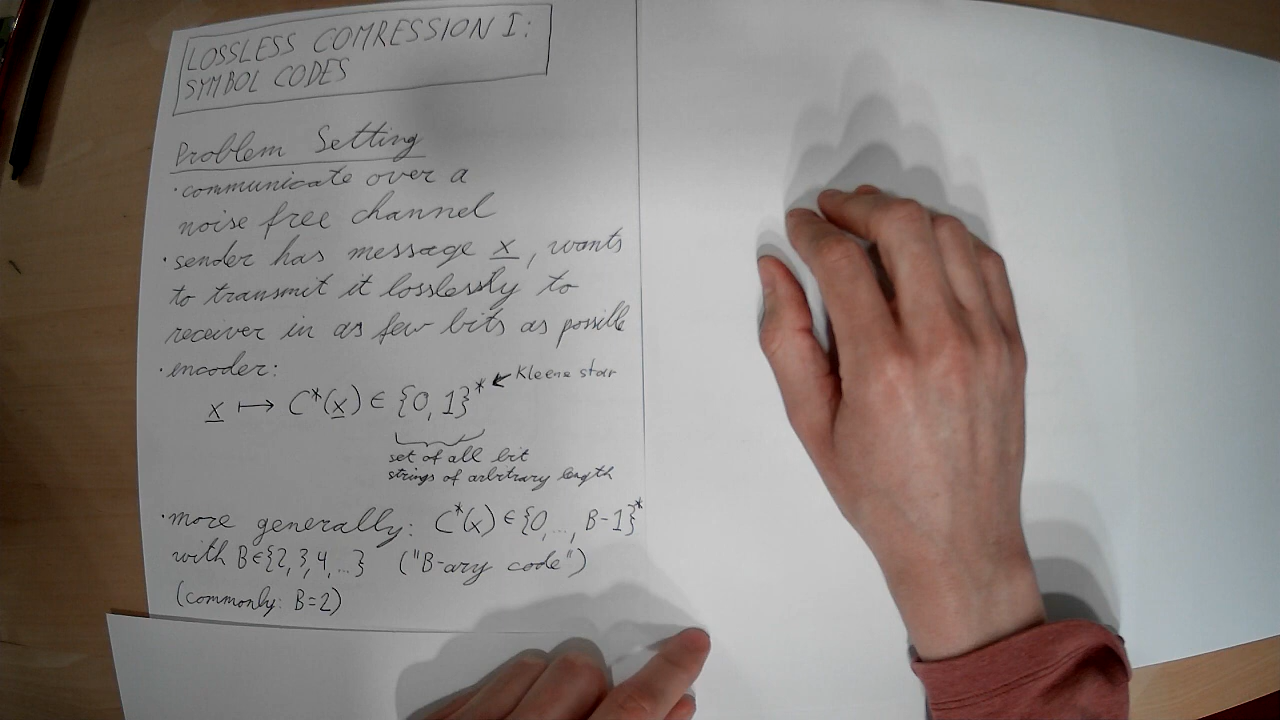 LOSSLESS COMRESSION I:
SYMBOL CODES
Problem Setting
• communicate over a
noise free channel
• sender has message x, wants
to transmit it losslessly to
receiver in as few bits as possible
• encoder:
x ↦ C*(x) ∈ {0, 1}* ← Kleene star
set of all bit
strings of arbitrary length
• more generally: C*(x) ∈ {0, ..., B-1}*
with B∈{2, 3, 4, ...} ("B-ary code")
(commonly: B=2)